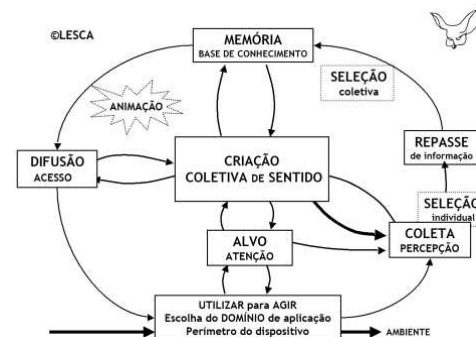 ©LESCA
MEMÓRIA
BASE DE CONHECIMENTO
ANIMAÇÃO
SELEÇÃO
coletiva
DIFUSÃO
ACESSO
CRIAÇÃO
COLETIVA DE SENTIDO
REPASSE
de informação
SELEÇÃO
individual
COLETA
PERCEPÇÃO
ALVO
ATENÇÃO
UTILIZAR para AGIR
Escolha do DOMÍNIO de aplicação
Perímetro do dispositivo
AMBIENTE